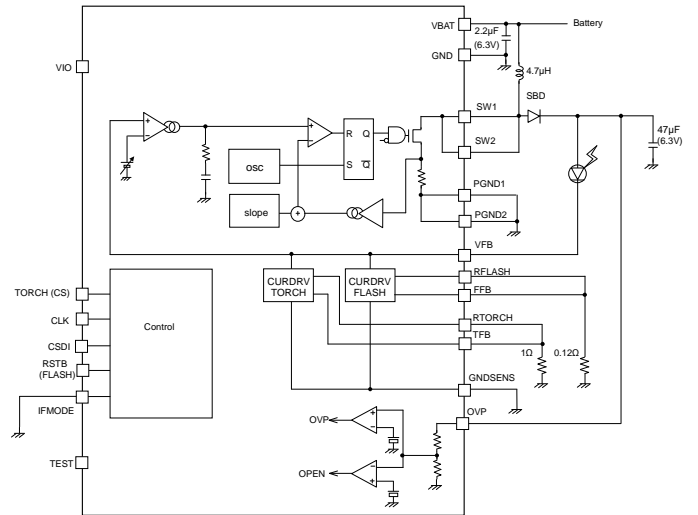 VBAT
Battery
2.2μF
(6.3V)
GND
4.7μH
VIO
SW1
SBD
+
−
+
−
R
Q
S
Q̅
47μF
(6.3V)
SW2
osc
PGND1
slope
+
PGND2
VFB
CURDRV
TORCH
CURDRV
FLASH
RFLASH
FFB
TORCH (CS)
CLK
Control
RTORCH
CSDI
TFB
1Ω
0.12Ω
RSTB
(FLASH)
GNDSENS
IFMODE
OVP
OVP
+
−
TEST
OPEN
−
+